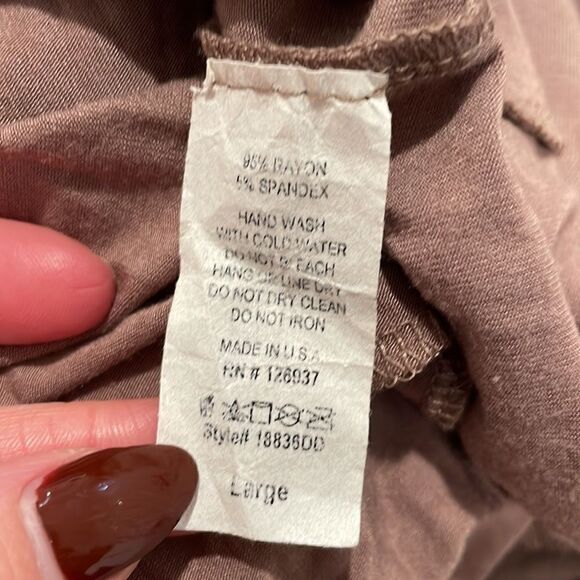 95% RAYON
5% SPANDEX
HAND WASH
WITH COLD WATER
DO NOT BLEACH
HANG OR LINE DRY
DO NOT DRY CLEAN
DO NOT IRON
MADE IN U.S.A
RN # 126937
Style# 18836DD
Large